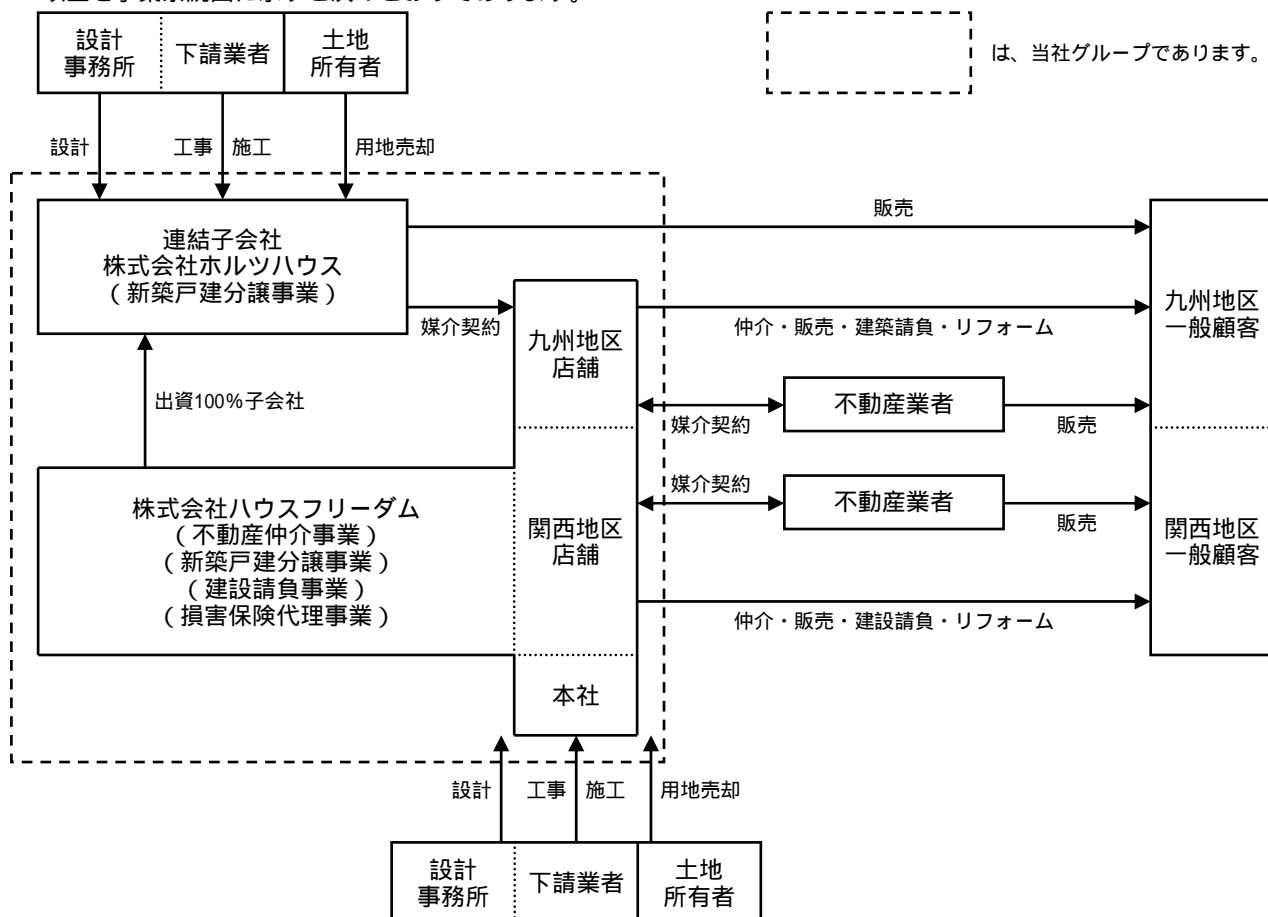 設計
事務所
下請業者
土地
所有者
は、当社グループであります。
設計
工事
施工
用地売却
連結子会社
株式会社ホルツハウス
(新築戸建分譲事業)
販売
媒介契約
九州地区
店舗
仲介・販売・建築請負・リフォーム
九州地区
一般顧客
出資100%子会社
媒介契約
不動産業者
販売
株式会社ハウスフリーダム
(不動産仲介事業)
(新築戸建分譲事業)
(建設請負事業)
(損害保険代理事業)
関西地区
店舗
媒介契約
不動産業者
販売
関西地区
一般顧客
仲介・販売・建設請負・リフォーム
本社
設計
工事
施工
用地売却
設計
事務所
下請業者
土地
所有者